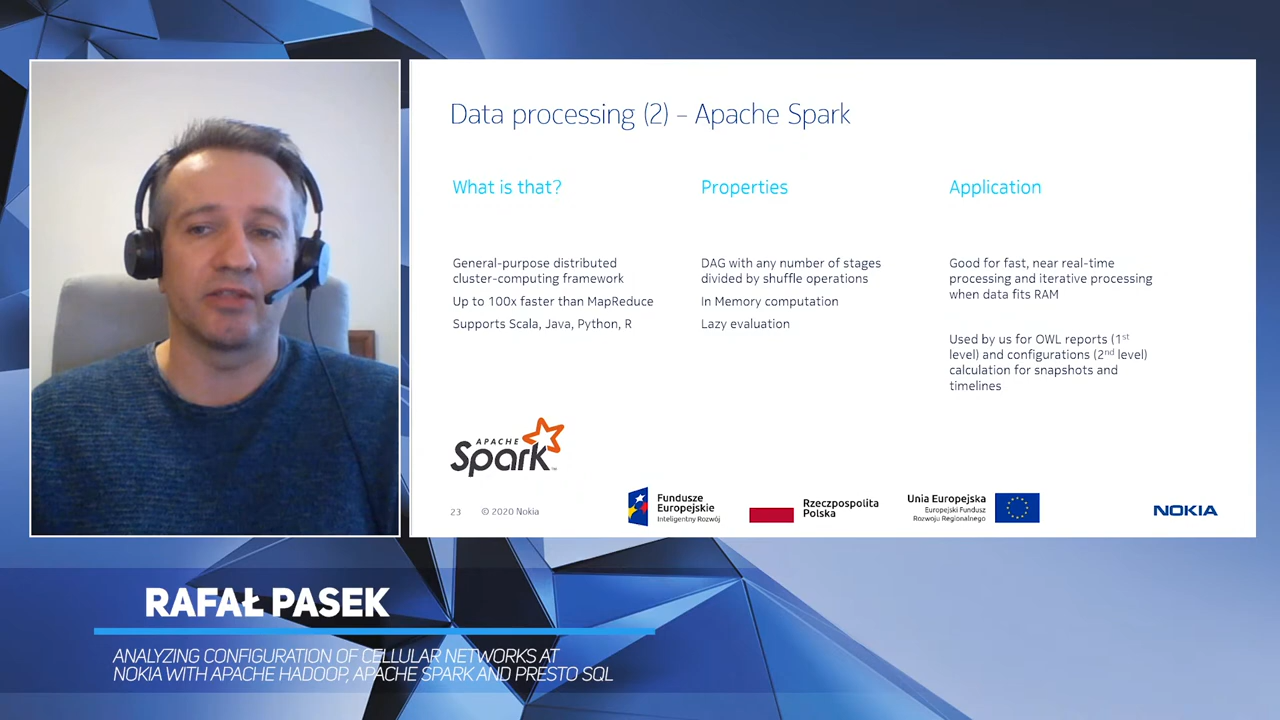 Data processing (2) – Apache Spark
What is that?
General-purpose distributed
cluster-computing framework
Up to 100x faster than MapReduce
Supports Scala, Java, Python, R
Properties
DAG with any number of stages
divided by shuffle operations
In Memory computation
Lazy evaluation
Application
Good for fast, near real-time
processing and iterative processing
when data fits RAM
Used by us for OWL reports (1st
level) and configurations (2nd level)
calculation for snapshots and
timelines
APACHE
Spark™
23 © 2020 Nokia
Fundusze
Europejskie
Inteligentny Rozwój
Rzeczpospolita
Polska
Unia Europejska
Europejski Fundusz
Rozwoju Regionalnego
NOKIA
RAFAŁ PASEK
ANALYZING CONFIGURATION OF CELLULAR NETWORKS AT
NOKIA WITH APACHE HADOOP, APACHE SPARK AND PRESTO SQL